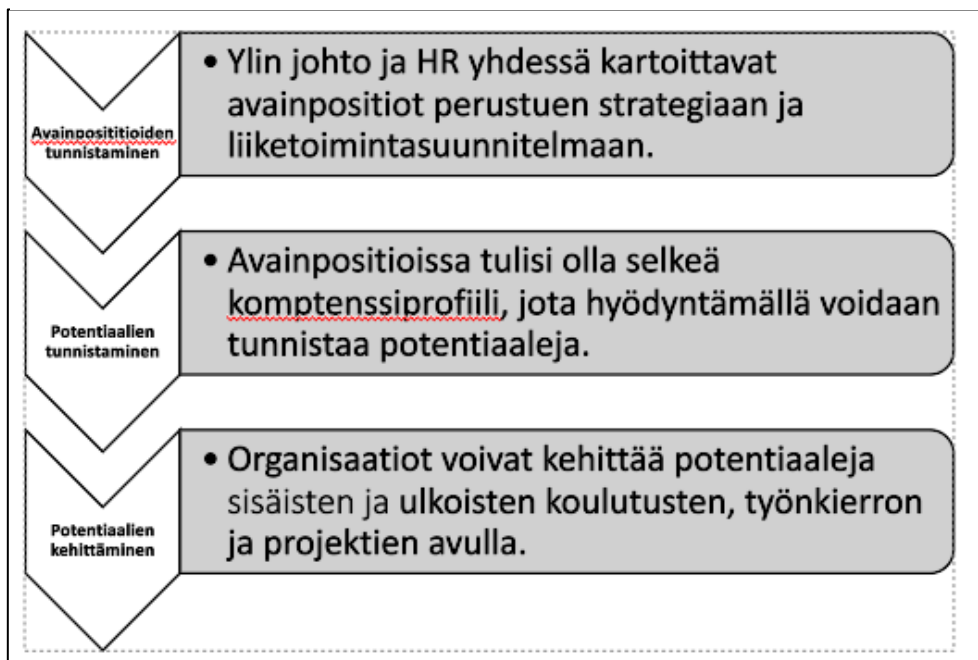 Avainposititioiden
tunnistaminen
• Ylin johto ja HR yhdessä kartoittavat
avainpositiot perustuen strategiaan ja
liiketoimintasuunnitelmaan.
Potentiaalien
tunnistaminen
• Avainpositioissa tulisi olla selkeä
komptenssiprofiili, jota hyödyntämällä voidaan
tunnistaa potentiaaleja.
Potentiaalien
kehittäminen
• Organisaatiot voivat kehittää potentiaaleja
sisäisten ja ulkoisten koulutusten, työnkierron
ja projektien avulla.